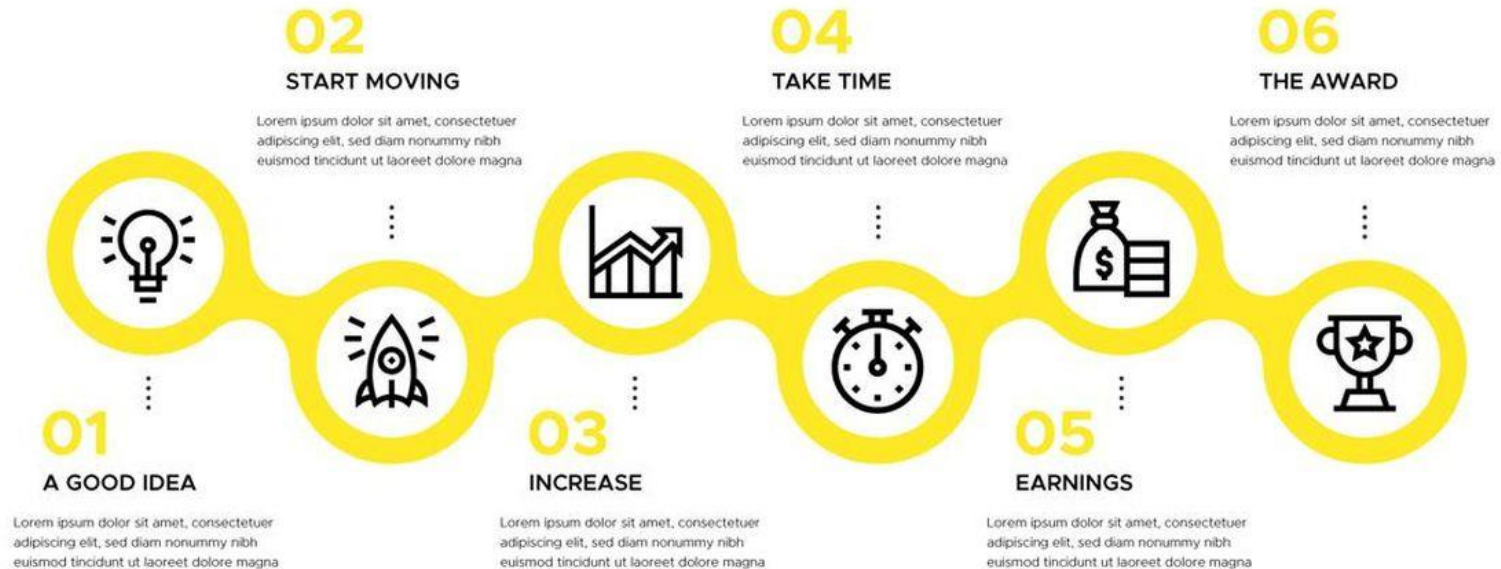 01
A GOOD IDEA
Lorem ipsum dolor sit amet, consectetuer
adipiscing elit, sed diam nonummy nibh
euismod tincidunt ut laoreet dolore magna
02
START MOVING
Lorem ipsum dolor sit amet, consectetuer
adipiscing elit, sed diam nonummy nibh
euismod tincidunt ut laoreet dolore magna
03
INCREASE
Lorem ipsum dolor sit amet, consectetuer
adipiscing elit, sed diam nonummy nibh
euismod tincidunt ut laoreet dolore magna
04
TAKE TIME
Lorem ipsum dolor sit amet, consectetuer
adipiscing elit, sed diam nonummy nibh
euismod tincidunt ut laoreet dolore magna
$
05
EARNINGS
Lorem ipsum dolor sit amet, consectetuer
adipiscing elit, sed diam nonummy nibh
euismod tincidunt ut laoreet dolore magna
06
THE AWARD
Lorem ipsum dolor sit amet, consectetuer
adipiscing elit, sed diam nonummy nibh
euismod tincidunt ut laoreet dolore magna